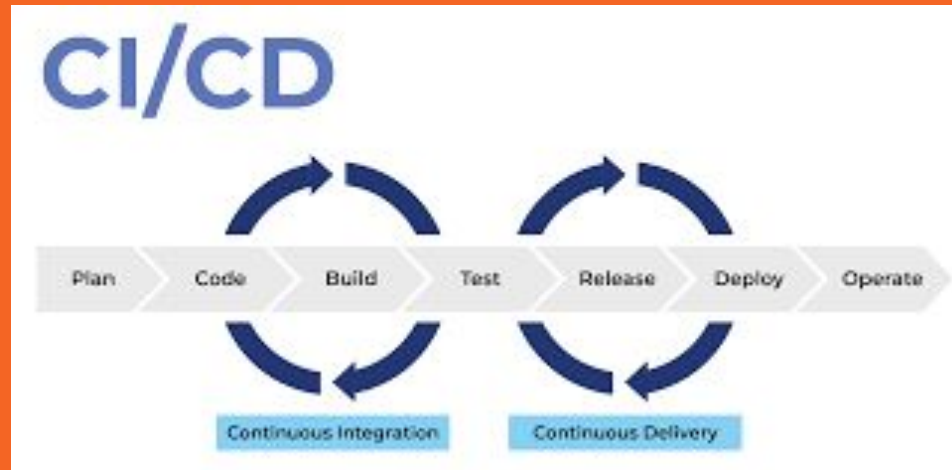 CI/CD
Plan Code Build Test Release Deploy Operate
Continuous Integration Continuous Delivery